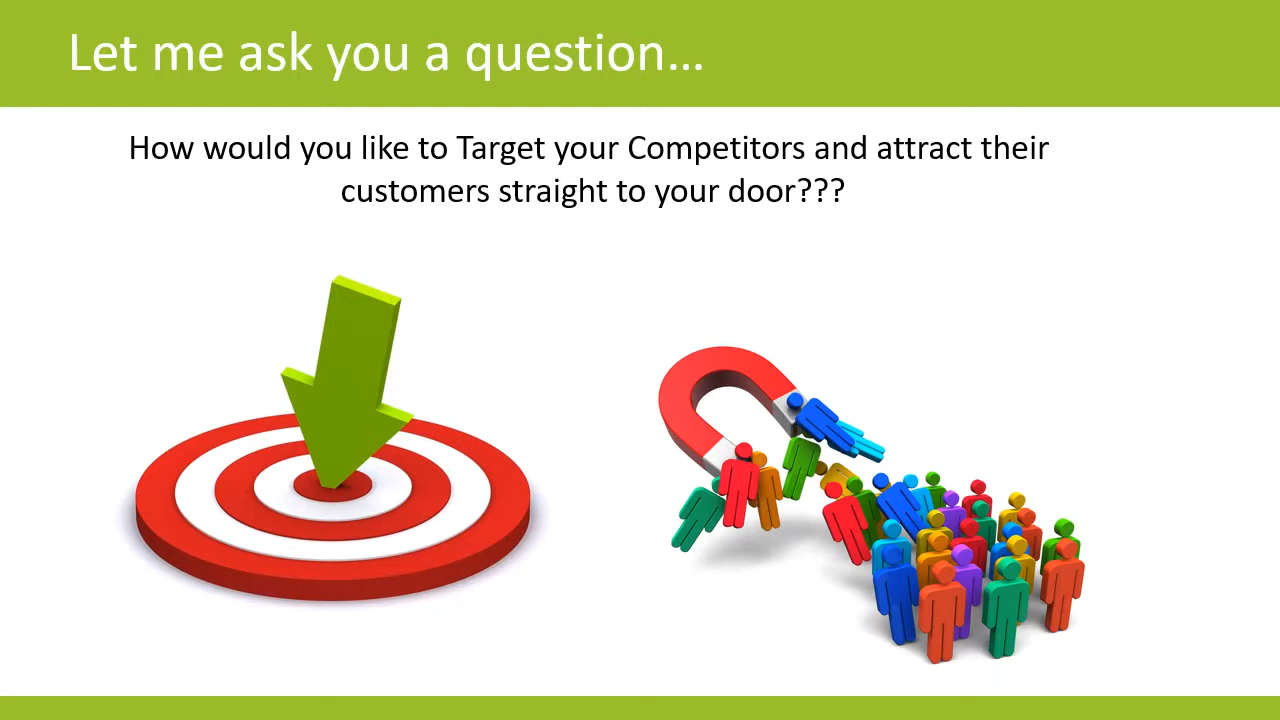 Let me ask you a question…
How would you like to Target your Competitors and attract their
customers straight to your door???